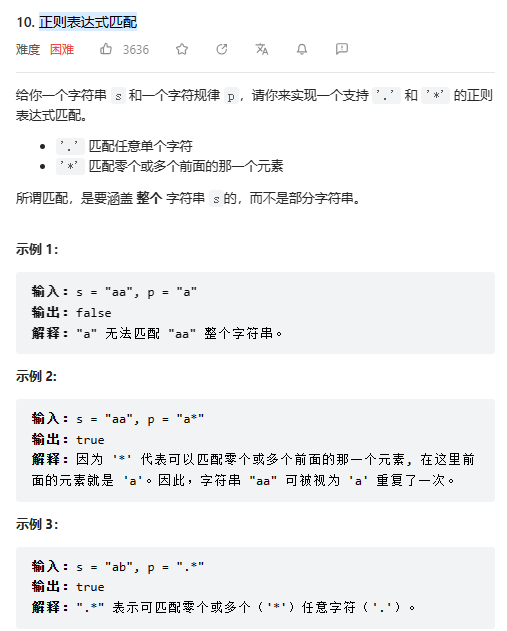 10. 正则表达式匹配
难度 困难 3636
给你一个字符串 s 和一个字符规律 p，请你来实现一个支持 '.' 和 '*' 的正则
表达式匹配。
'.' 匹配任意单个字符
'*' 匹配零个或多个前面的那一个元素
所谓匹配，是要涵盖 整个 字符串 s 的，而不是部分字符串。
示例 1：
输入：s = "aa", p = "a"
输出：false
解释："a" 无法匹配 "aa" 整个字符串。
示例 2:
输入：s = "aa", p = "a*"
输出：true
解释：因为 '*' 代表可以匹配零个或多个前面的那一个元素, 在这里前
面的元素就是 'a'。因此，字符串 "aa" 可被视为 'a' 重复了一次。
示例 3：
输入：s = "ab", p = ".*"
输出：true
解释：".*" 表示可匹配零个或多个（'*'）任意字符（'.'）。